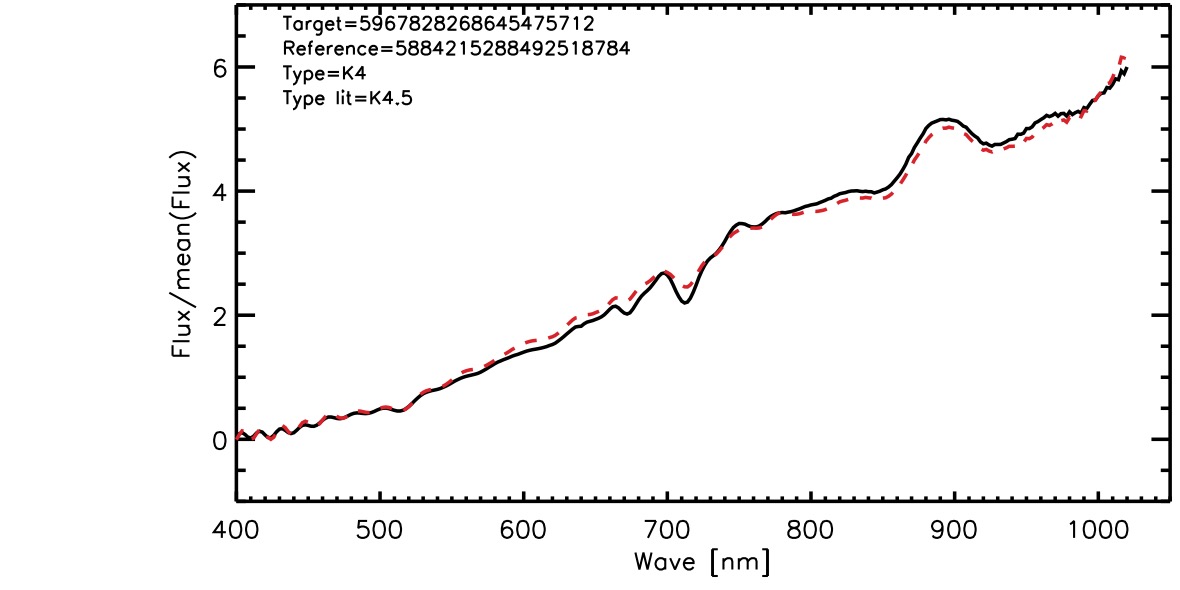 Target=5967828268645475712
Reference=5884215288492518784
Type=K4
Type lit=K4.5
6
4
2
0
Flux/mean(Flux)
400 500 600 700 800 900 1000
Wave [nm]